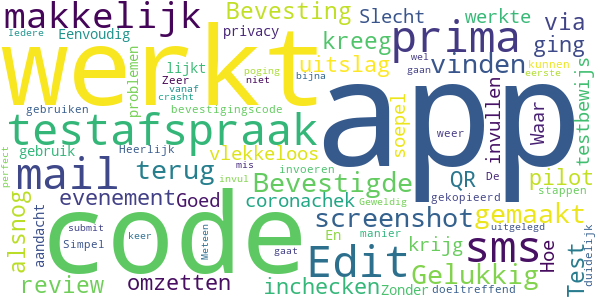 makkelijk Bevesting Slecht werkte via
Iedere Eenvoudig privacy kreeg prima ging
werkt app
problemen lijkt uitslag vinden
Zeer niet poging bijna vanaf crasht
wel gaan kunnen eerste
gebruiken bevestigingscode soepel weer invullen Waar testbewijs
testafspraak
gebruik Heerlijk vlekkeloos mis De
mail terug invoeren QR pilot
perfect invul Bevestigde Geweldig gekopieerd stappen
alsnog evenement Goed coronachek screenshot gemaakt
aandacht code En manier uitgelegd
submit keer Meteen Edit sms Hoe Test duidelijk
Simpel gaat Gelukkig krijg
review omzetten inchecken Zonder doeltreffend